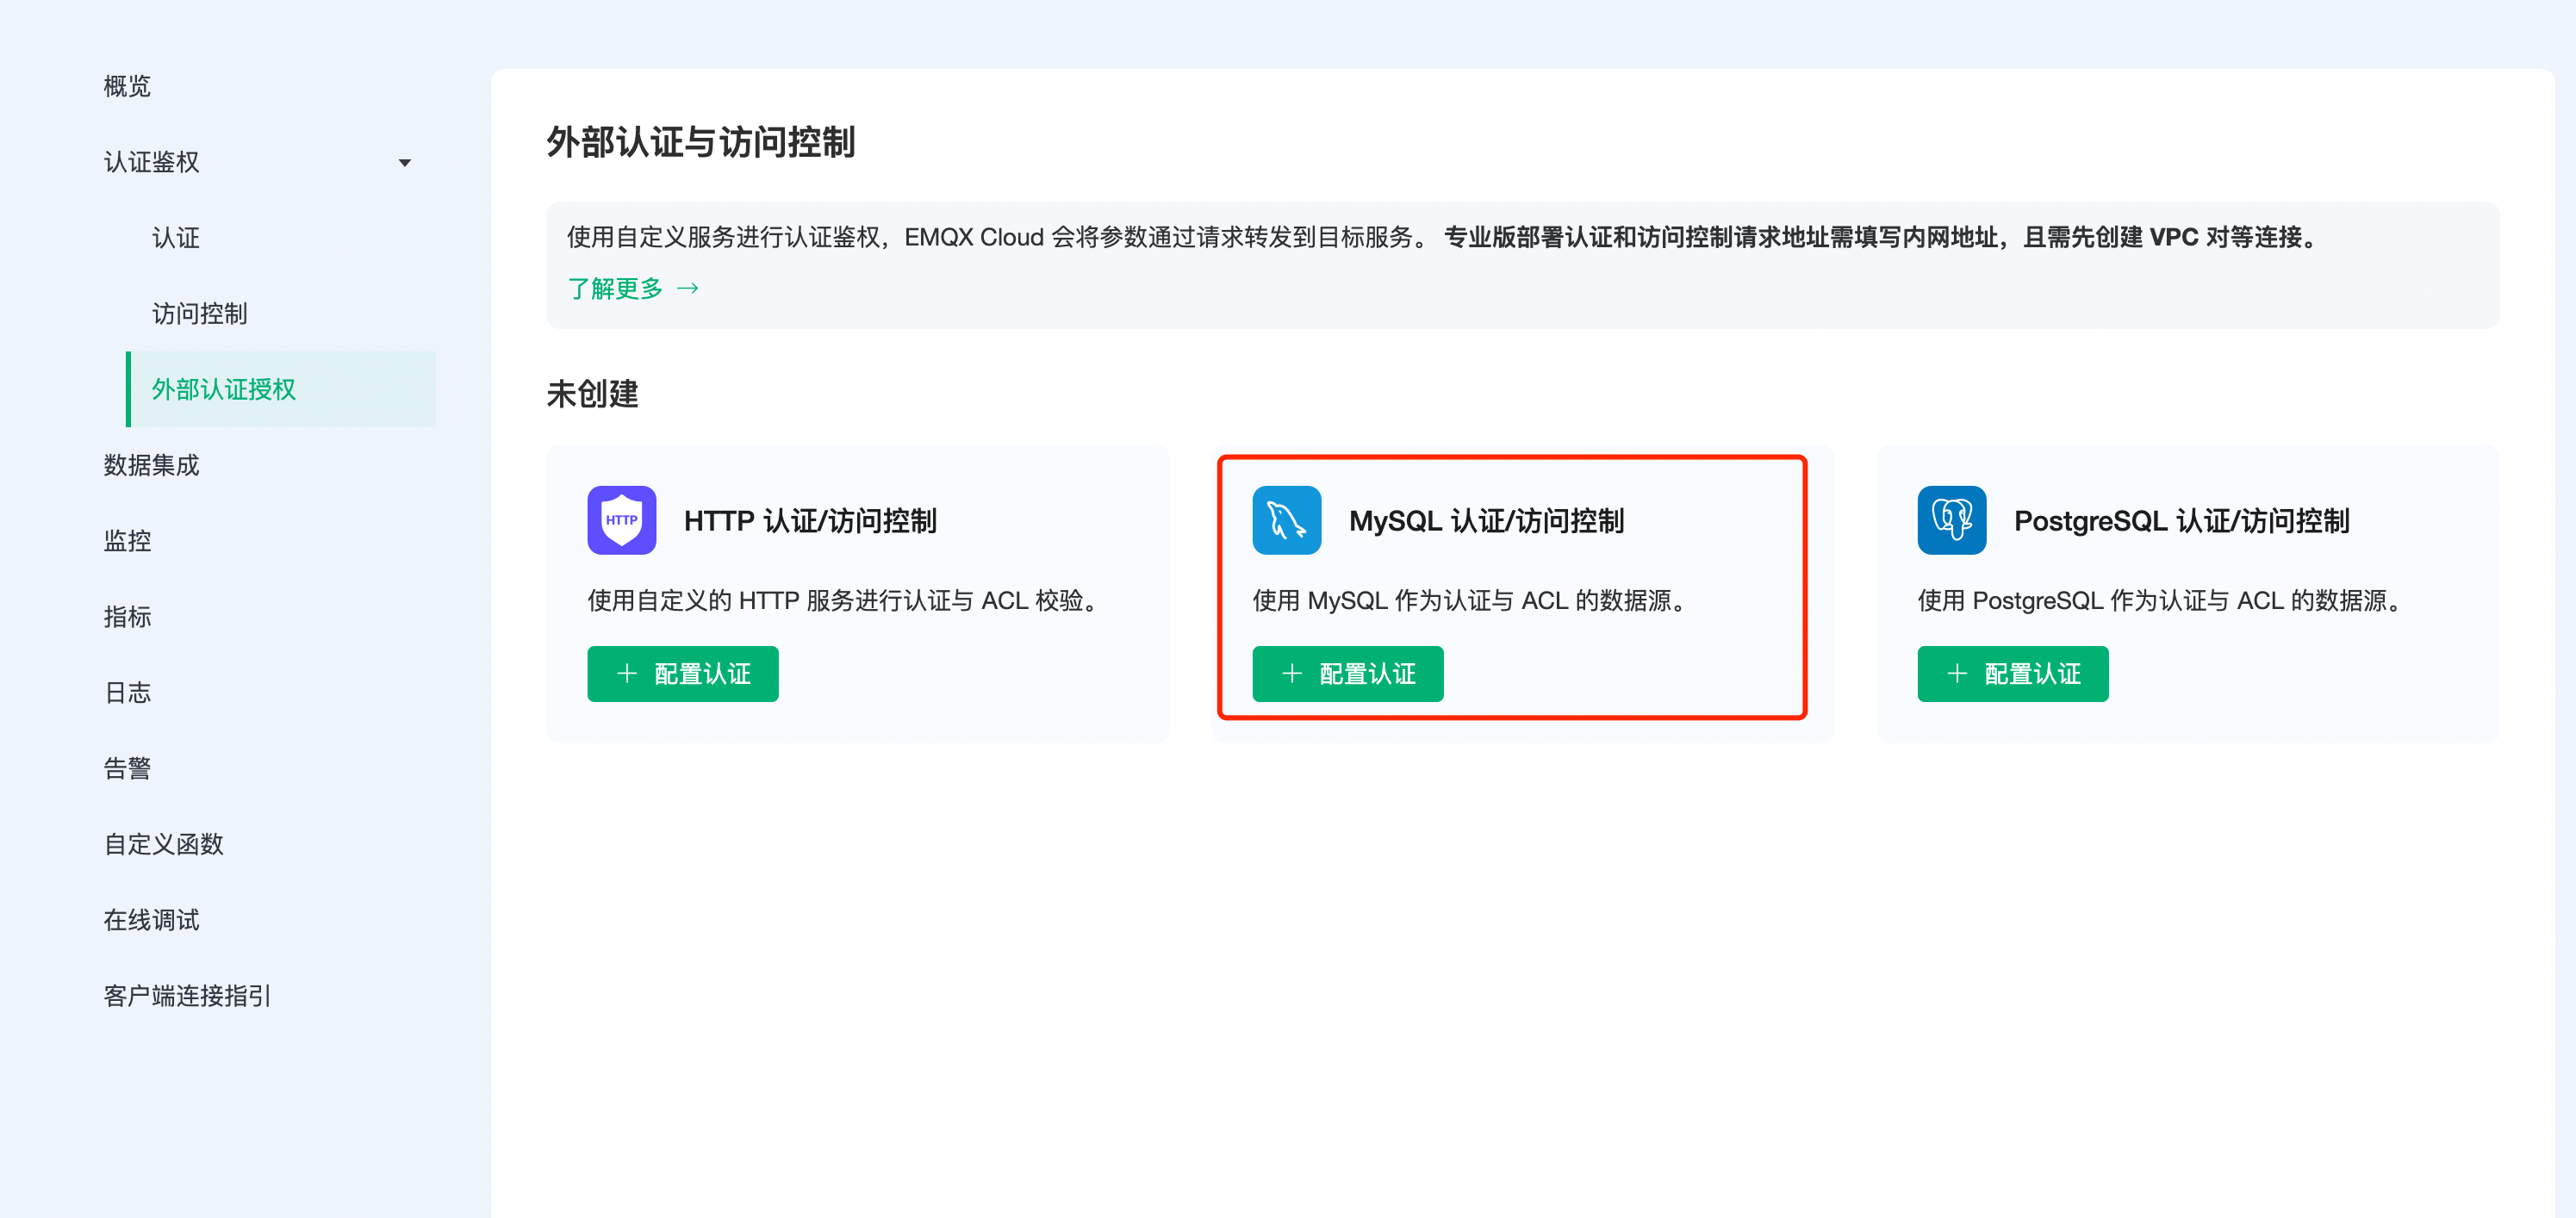 概览
认证鉴权
认证
访问控制
外部认证授权
数据集成
监控
指标
日志
告警
自定义函数
在线调试
客户端连接指引
外部认证与访问控制
使用自定义服务进行认证鉴权，EMQX Cloud 会将参数通过请求转发到目标服务。 专业版部署认证和访问控制请求地址需填写内网地址，且需先创建 VPC 对等连接。
了解更多 →
未创建
HTTP
HTTP 认证/访问控制
使用自定义的 HTTP 服务进行认证与 ACL 校验。
+ 配置认证
MySQL 认证/访问控制
使用 MySQL 作为认证与 ACL 的数据源。
+ 配置认证
PostgreSQL 认证/访问控制
使用 PostgreSQL 作为认证与 ACL 的数据源。
+ 配置认证